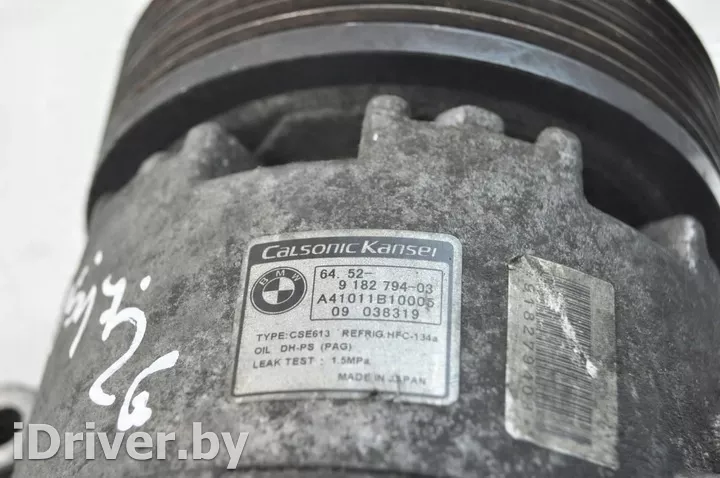 CALSONIC KANSEI
BMW
64. 52-
9 182 794-03
A41011B10005
09 038319
TYPE:CSE613 REFRIG.HFC-134a
OIL DH-PS (PAG)
LEAK TEST : 1.5MPa
MADE IN JAPAN
iDriver.by